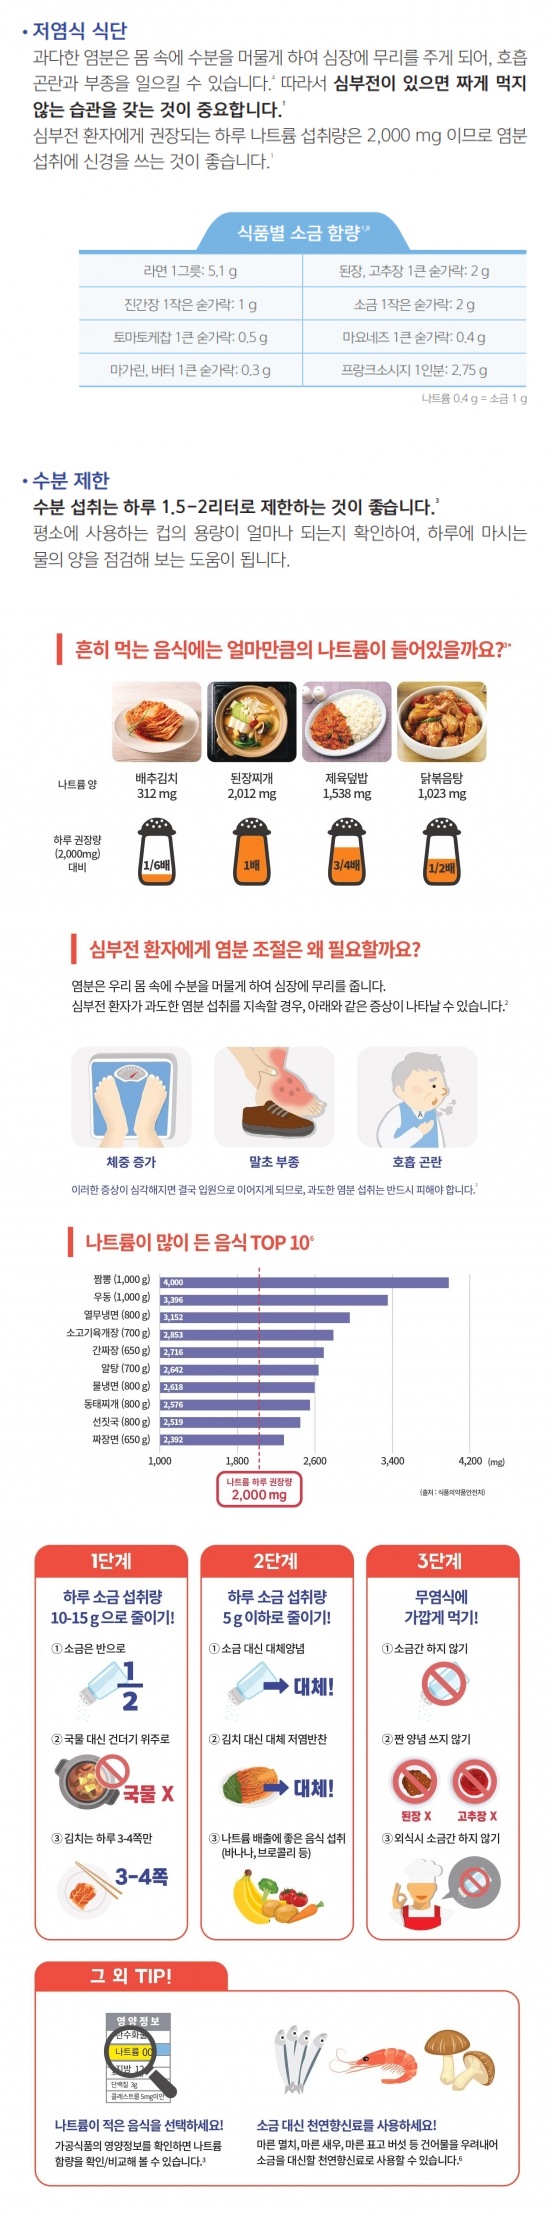 • 저염식 식단
과다한 염분은 몸 속에 수분을 머물게 하여 심장에 무리를 주게 되어, 호흡
곤란과 부종을 일으킬 수 있습니다.⁴ 따라서 심부전이 있으면 짜게 먹지
않는 습관을 갖는 것이 중요합니다.¹
심부전 환자에게 권장되는 하루 나트륨 섭취량은 2,000 mg 이므로 염분
섭취에 신경을 쓰는 것이 좋습니다.¹
식품별 소금 함량
라면 1그릇: 5.1 g
된장, 고추장 1큰 숟가락: 2 g
진간장 1작은 숟가락: 1 g
소금 1작은 숟가락: 2 g
토마토케찹 1큰 숟가락: 0.5 g
마요네즈 1큰 숟가락: 0.4 g
마가린, 버터 1큰 숟가락: 0.3 g
프랑크소시지 1인분: 2.75 g
나트륨 0.4 g = 소금 1 g
• 수분 제한
수분 섭취는 하루 1.5-2리터로 제한하는 것이 좋습니다.³
평소에 사용하는 컵의 용량이 얼마나 되는지 확인하여, 하루에 마시는
물의 양을 점검해 보는 도움이 됩니다.
흔히 먹는 음식에는 얼마만큼의 나트륨이 들어있을까요?³*
나트륨 양
배추김치
312 mg
된장찌개
2,012 mg
제육덮밥
1,538 mg
닭볶음탕
1,023 mg
하루 권장량
(2,000mg)
대비
1/6배
1배
3/4배
1/2배
심부전 환자에게 염분 조절은 왜 필요할까요?
염분은 우리 몸 속에 수분을 머물게 하여 심장에 무리를 줍니다.
심부전 환자가 과도한 염분 섭취를 지속할 경우, 아래와 같은 증상이 나타날 수 있습니다.²
체중 증가
말초 부종
호흡 곤란
이러한 증상이 심각해지면 결국 입원으로 이어지게 되므로, 과도한 염분 섭취는 반드시 피해야 합니다.²
나트륨이 많이 든 음식 TOP 10⁶
짬뽕 (1,000 g) 4,000
우동 (1,000 g) 3,396
열무냉면 (800 g) 3,152
소고기육개장 (700 g) 2,853
간짜장 (650 g) 2,716
알탕 (700 g) 2,642
물냉면 (800 g) 2,618
동태찌개 (800 g) 2,576
선짓국 (800 g) 2,519
짜장면 (650 g) 2,392
1,000 1,800 2,600 3,400 4,200 (mg)
나트륨 하루 권장량
2,000 mg
(출처 : 식품의약품안전처)
1단계
하루 소금 섭취량
10-15 g 으로 줄이기!
① 소금은 반으로
1
2
② 국물 대신 건더기 위주로
국물 X
③ 김치는 하루 3-4쪽만
3-4쪽
2단계
하루 소금 섭취량
5 g 이하로 줄이기!
① 소금 대신 대체양념
대체!
② 김치 대신 대체 저염반찬
대체!
③ 나트륨 배출에 좋은 음식 섭취
(바나나, 브로콜리 등)
3단계
무염식에
가깝게 먹기!
① 소금간 하지 않기
② 짠 양념 쓰지 않기
된장 X
고추장 X
③ 외식시 소금간 하지 않기
그 외 TIP!
영 양 정 보
탄수화물
나트륨 00
지방
단백질 3g
콜레스트롤 5mg미만
나트륨이 적은 음식을 선택하세요!
가공식품의 영양정보를 확인하면 나트륨
함량을 확인/비교해 볼 수 있습니다.³
소금 대신 천연향신료를 사용하세요!
마른 멸치, 마른 새우, 마른 표고 버섯 등 건어물을 우려내어
소금을 대신할 천연향신료로 사용할 수 있습니다.⁶